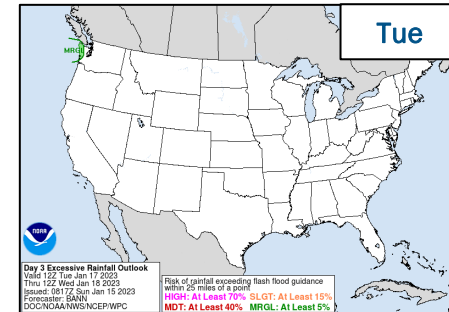 Tue
MRGL
NOAA
Day 3 Excessive Rainfall Outlook
Valid 12Z Tue Jan 17 2023
Thru 12Z Wed Jan 18 2023
Issued: 0817Z Sun Jan 15 2023
Forecaster: BANN
DOC/NOAA/NWS/NCEP/WPC
Risk of rainfall exceeding flash flood guidance
within 25 miles of a point
HIGH: At Least 70% SLGT: At Least 15%
MDT: At Least 40% MRGL: At Least 5%